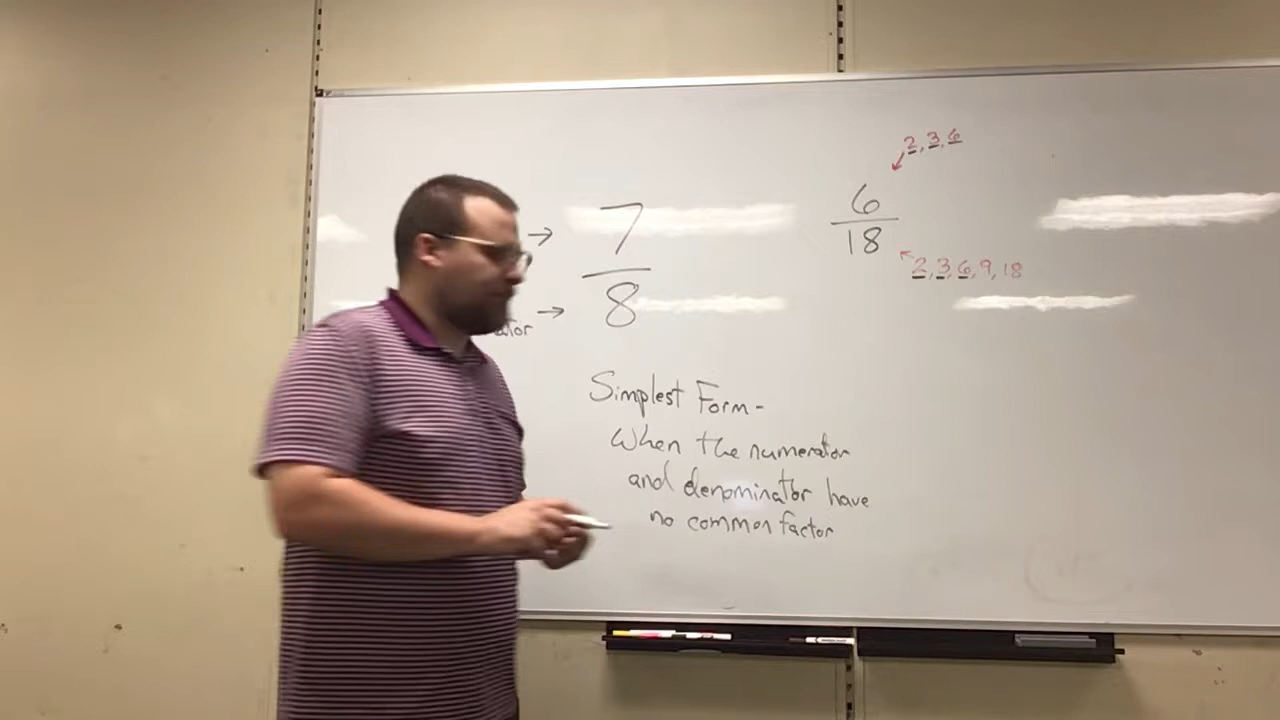 2, 3, 6
→ 7
6
18
2, 3, 6, 9, 18
ator → 8
Simplest Form -
When the numerator
and denominator have
no common factor